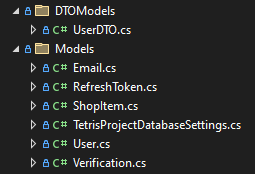 DTOModels
C# UserDTO.cs
Models
C# Email.cs
C# RefreshToken.cs
C# ShopItem.cs
C# TetrisProjectDatabaseSettings.cs
C# User.cs
C# Verification.cs